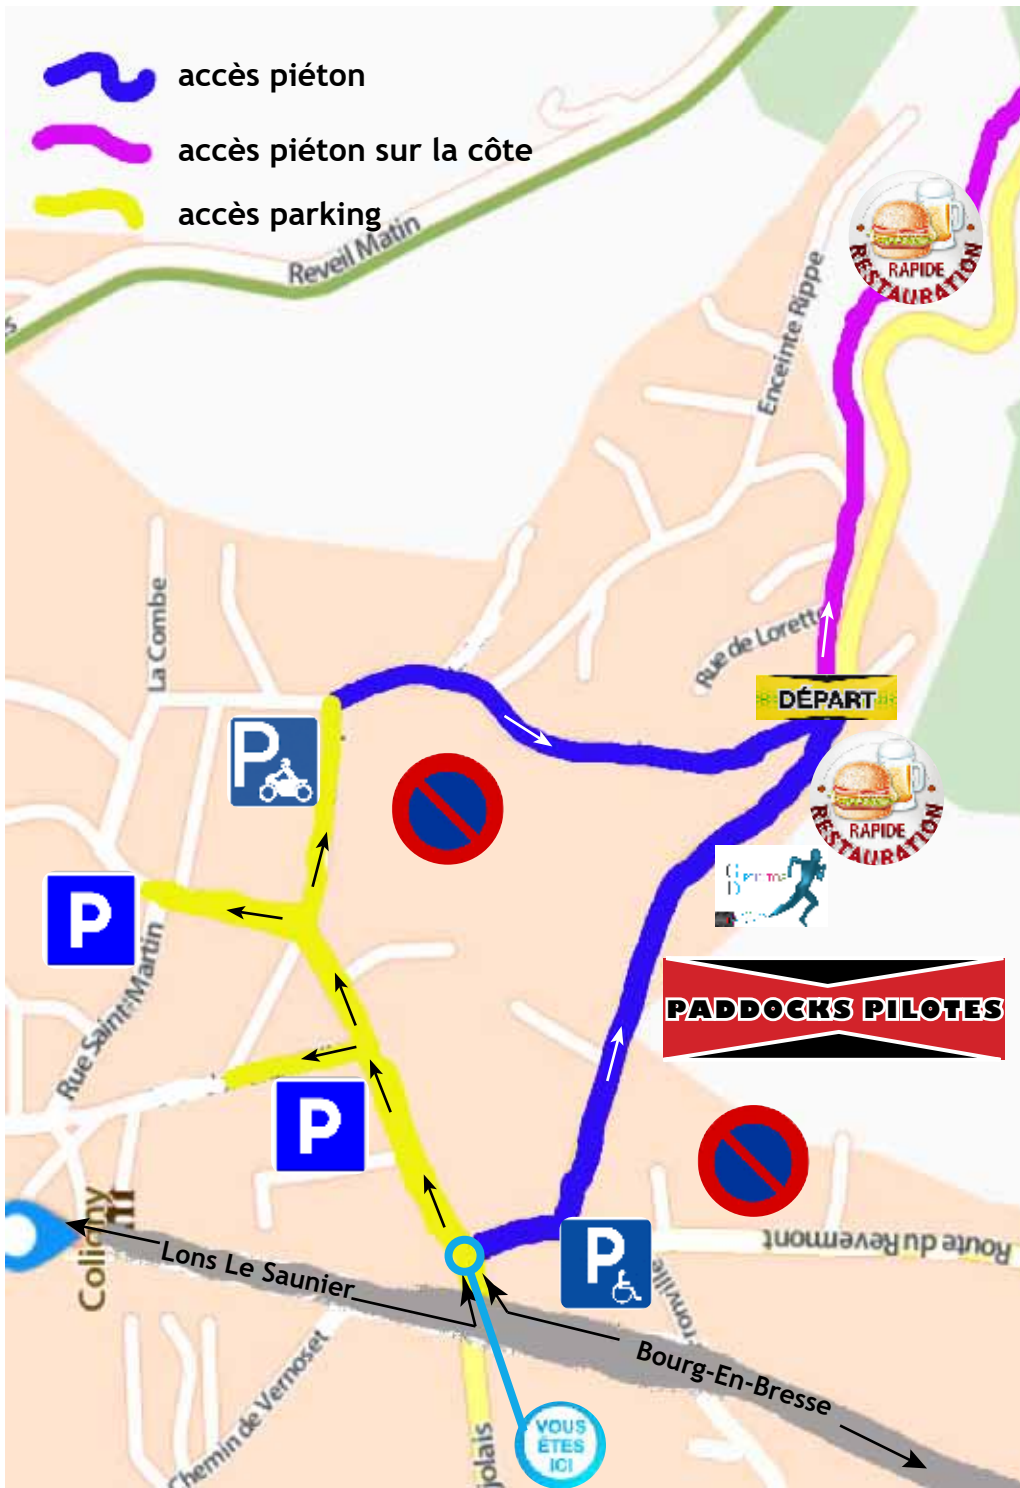 accès piéton
accès piéton sur la côte
accès parking
Reveil Matin
Enceinte Rippe
RAPIDE
RESTAURATION
La Combe
Rue de Lorette
DÉPART
P
RAPIDE
RESTAURATION
P
Rue Saint-Martin
PADDOCKS PILOTES
P
Coligny
Lons Le Saunier
P
Route du Revermont
Bourg-En-Bresse
Chemin de Vernoset
VOUS
ÊTES
ICI